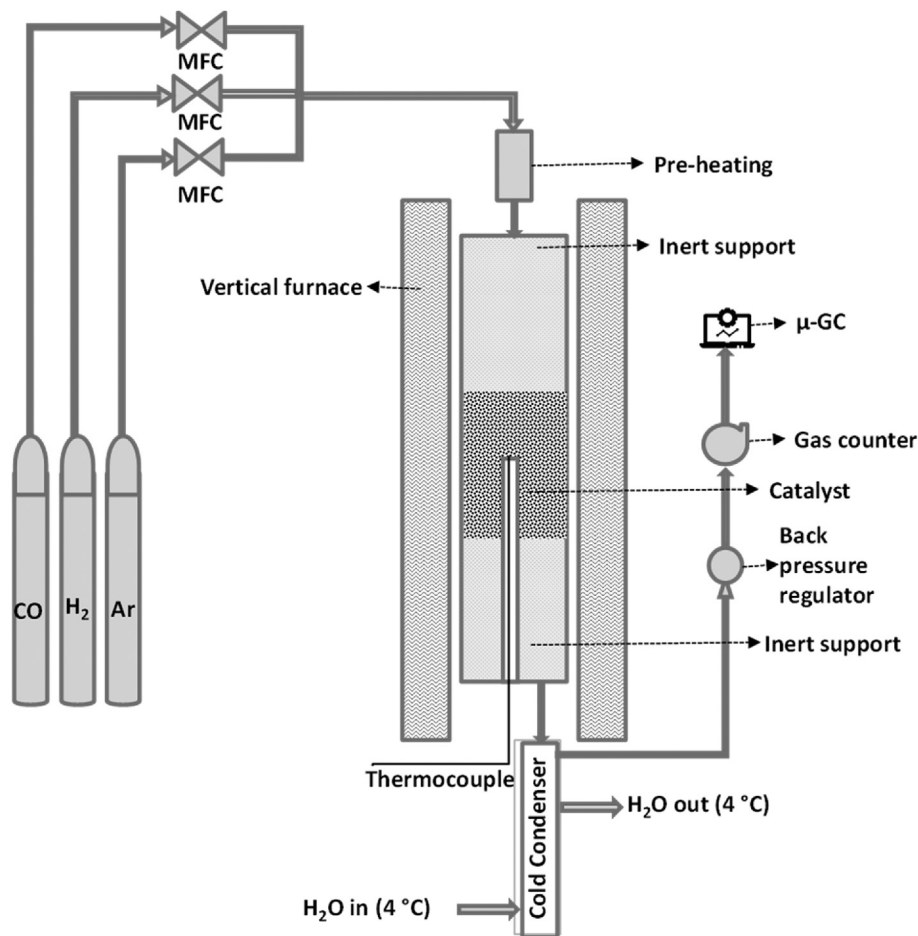 MFC
MFC
MFC
Pre-heating
Inert support
Vertical furnace
μ-GC
Gas counter
Catalyst
Back
pressure
regulator
CO
H₂
Ar
Inert support
Thermocouple
Cold Condenser
H₂O out (4 °C)
H₂O in (4 °C)